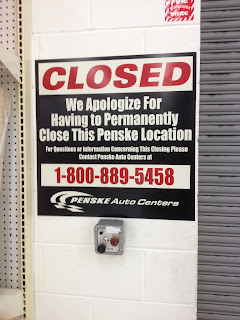 CLOSED
We Apologize For
Having to Permanently
Close This Penske Location
For Questions or Information Concerning This Closing Please
Contact Penske Auto Centers at
1-800-889-5458
PENSKE Auto Centers